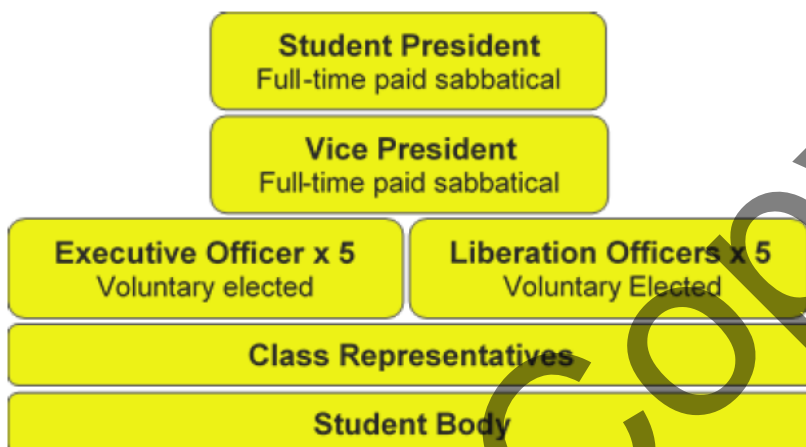 Student President
Full-time paid sabbatical
Vice President
Full-time paid sabbatical
Executive Officer x 5
Voluntary elected
Liberation Officers x 5
Voluntary Elected
Class Representatives
Student Body